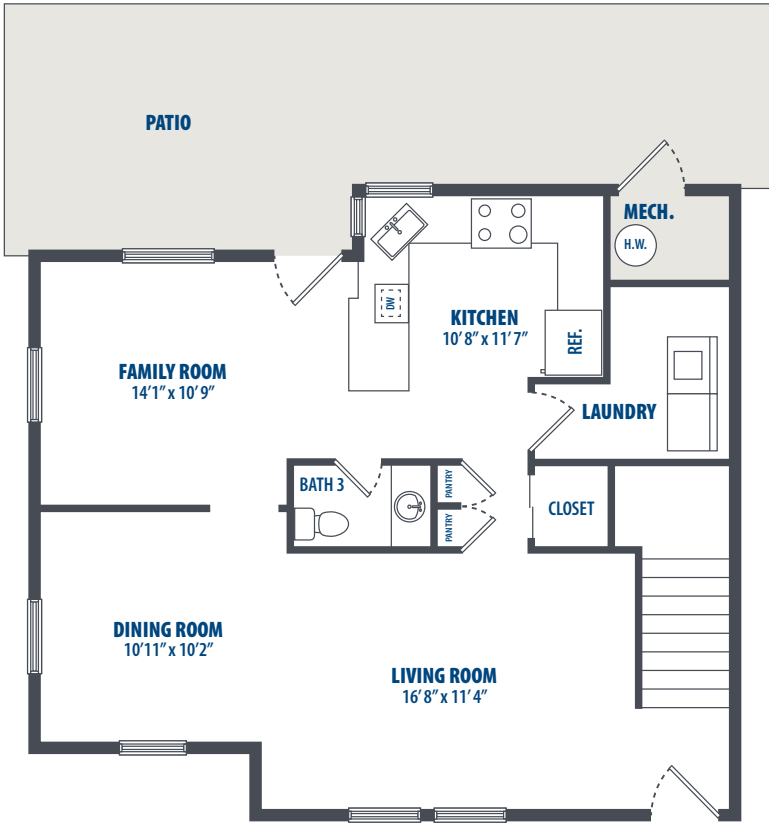 PATIO
MECH.
H.W.
KITCHEN
10' 8" x 11' 7"
DW
REF.
FAMILY ROOM
14'1" x 10' 9"
LAUNDRY
BATH 3
PANTRY
PANTRY
CLOSET
DINING ROOM
10'11" x 10' 2"
LIVING ROOM
16' 8" x 11' 4"